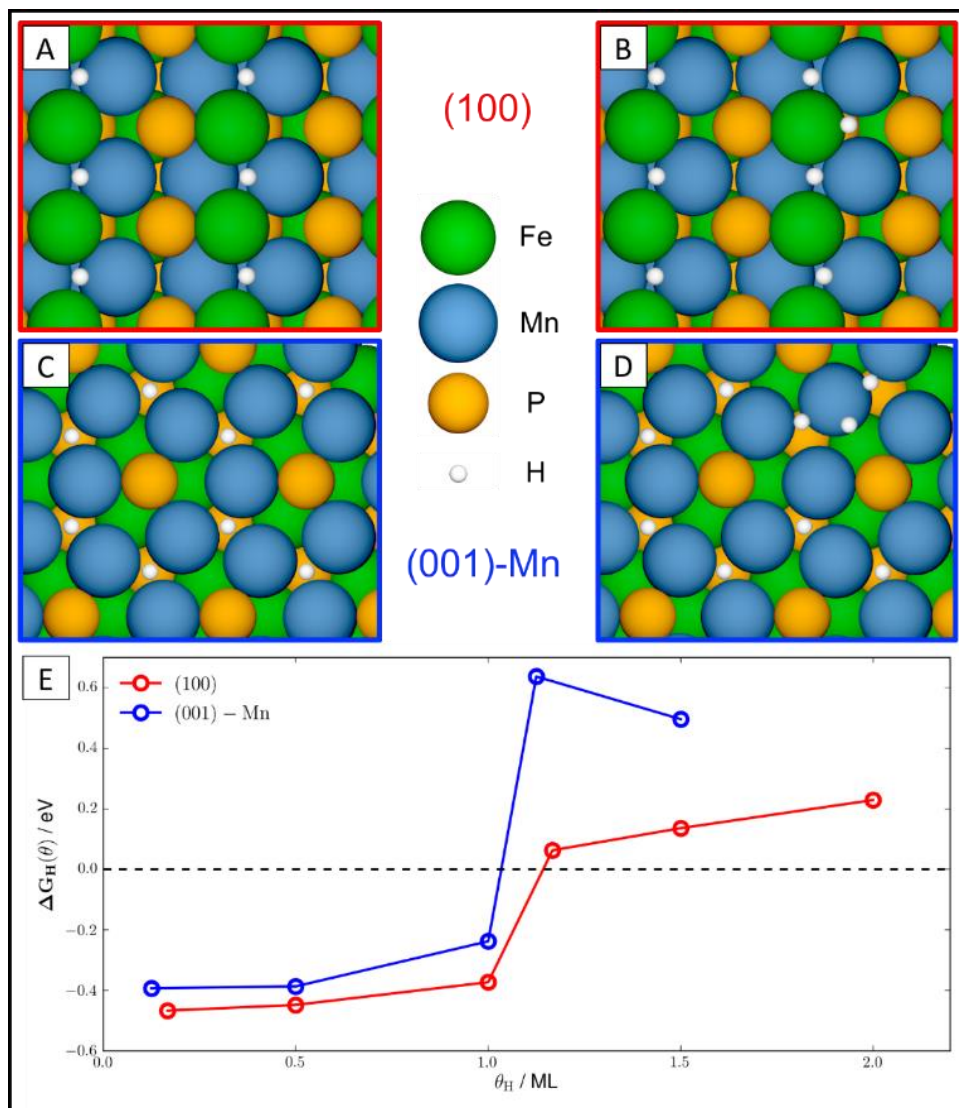 A
B
(100)
Fe
Mn
P
H
C
D
(001)-Mn
E
(100)
(001) − Mn
0.6
0.4
0.2
0.0
−0.2
−0.4
−0.6
ΔG_H(θ) / eV
0.0
0.5
1.0
1.5
2.0
θ_H / ML